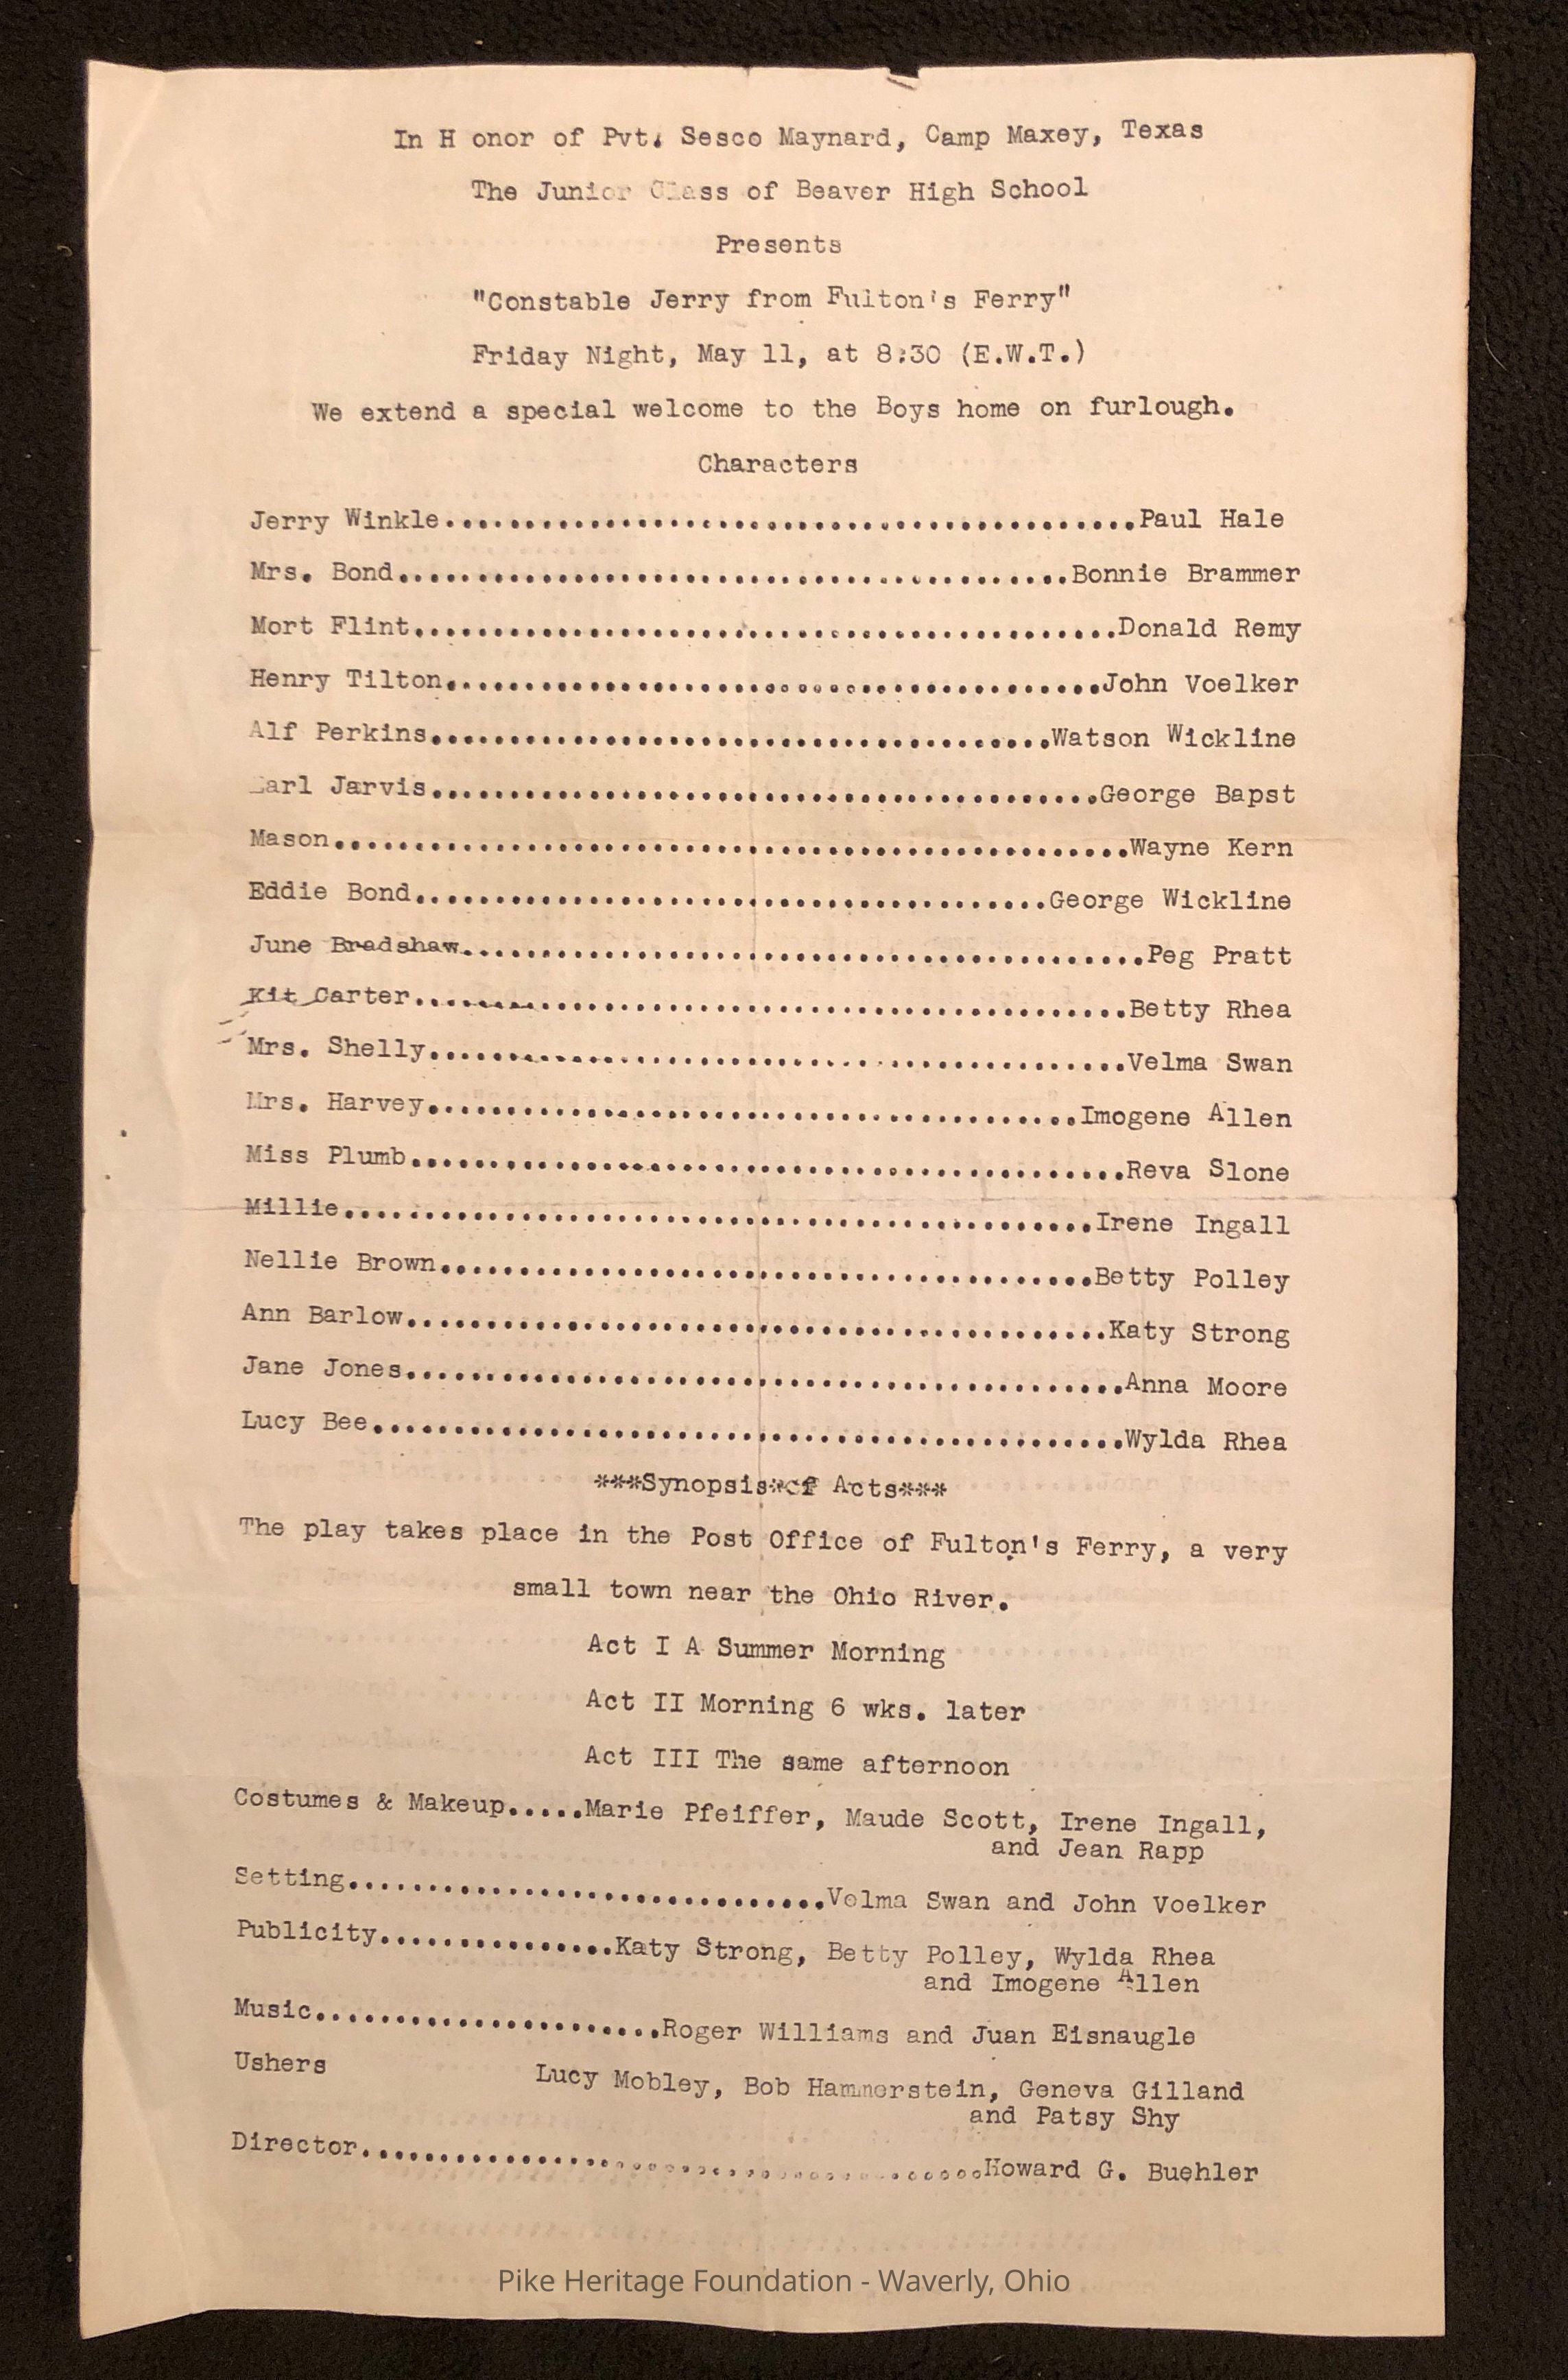 In H onor of Pvt. Sesco Maynard, Camp Maxey, Texas
The Junior Class of Beaver High School
Presents
"Constable Jerry from Fulton's Ferry"
Friday Night, May 11, at 8:30 (E.W.T.)
We extend a special welcome to the Boys home on furlough.
Characters
Jerry Winkle...........................................Paul Hale
Mrs. Bond..........................................Bonnie Brammer
Mort Flint............................................Donald Remy
Henry Tilton.........................................John Voelker
Alf Perkins.......................................Watson Wickline
Earl Jarvis..........................................George Bapst
Mason..................................................Wayne Kern
Eddie Bond........................................George Wickline
June Bradshaw...........................................Peg Pratt
Kit Carter.............................................Betty Rhea
Mrs. Shelly............................................Velma Swan
Mrs. Harvey.........................................Imogene Allen
Miss Plumb.............................................Reva Slone
Millie...............................................Irene Ingall
Nellie Brown.........................................Betty Polley
Ann Barlow............................................Katy Strong
Jane Jones.............................................Anna Moore
Lucy Bee...............................................Wylda Rhea
***Synopsis*of Acts***
The play takes place in the Post Office of Fulton's Ferry, a very
small town near the Ohio River.
Act I A Summer Morning
Act II Morning 6 wks. later
Act III The same afternoon
Costumes & Makeup.....Marie Pfeiffer, Maude Scott, Irene Ingall,
and Jean Rapp
Setting..............................Velma Swan and John Voelker
Publicity...............Katy Strong, Betty Polley, Wylda Rhea
and Imogene Allen
Music......................Roger Williams and Juan Eisnaugle
Ushers Lucy Mobley, Bob Hammerstein, Geneva Gilland
and Patsy Shy
Director.......................................Howard G. Buehler
Pike Heritage Foundation - Waverly, Ohio